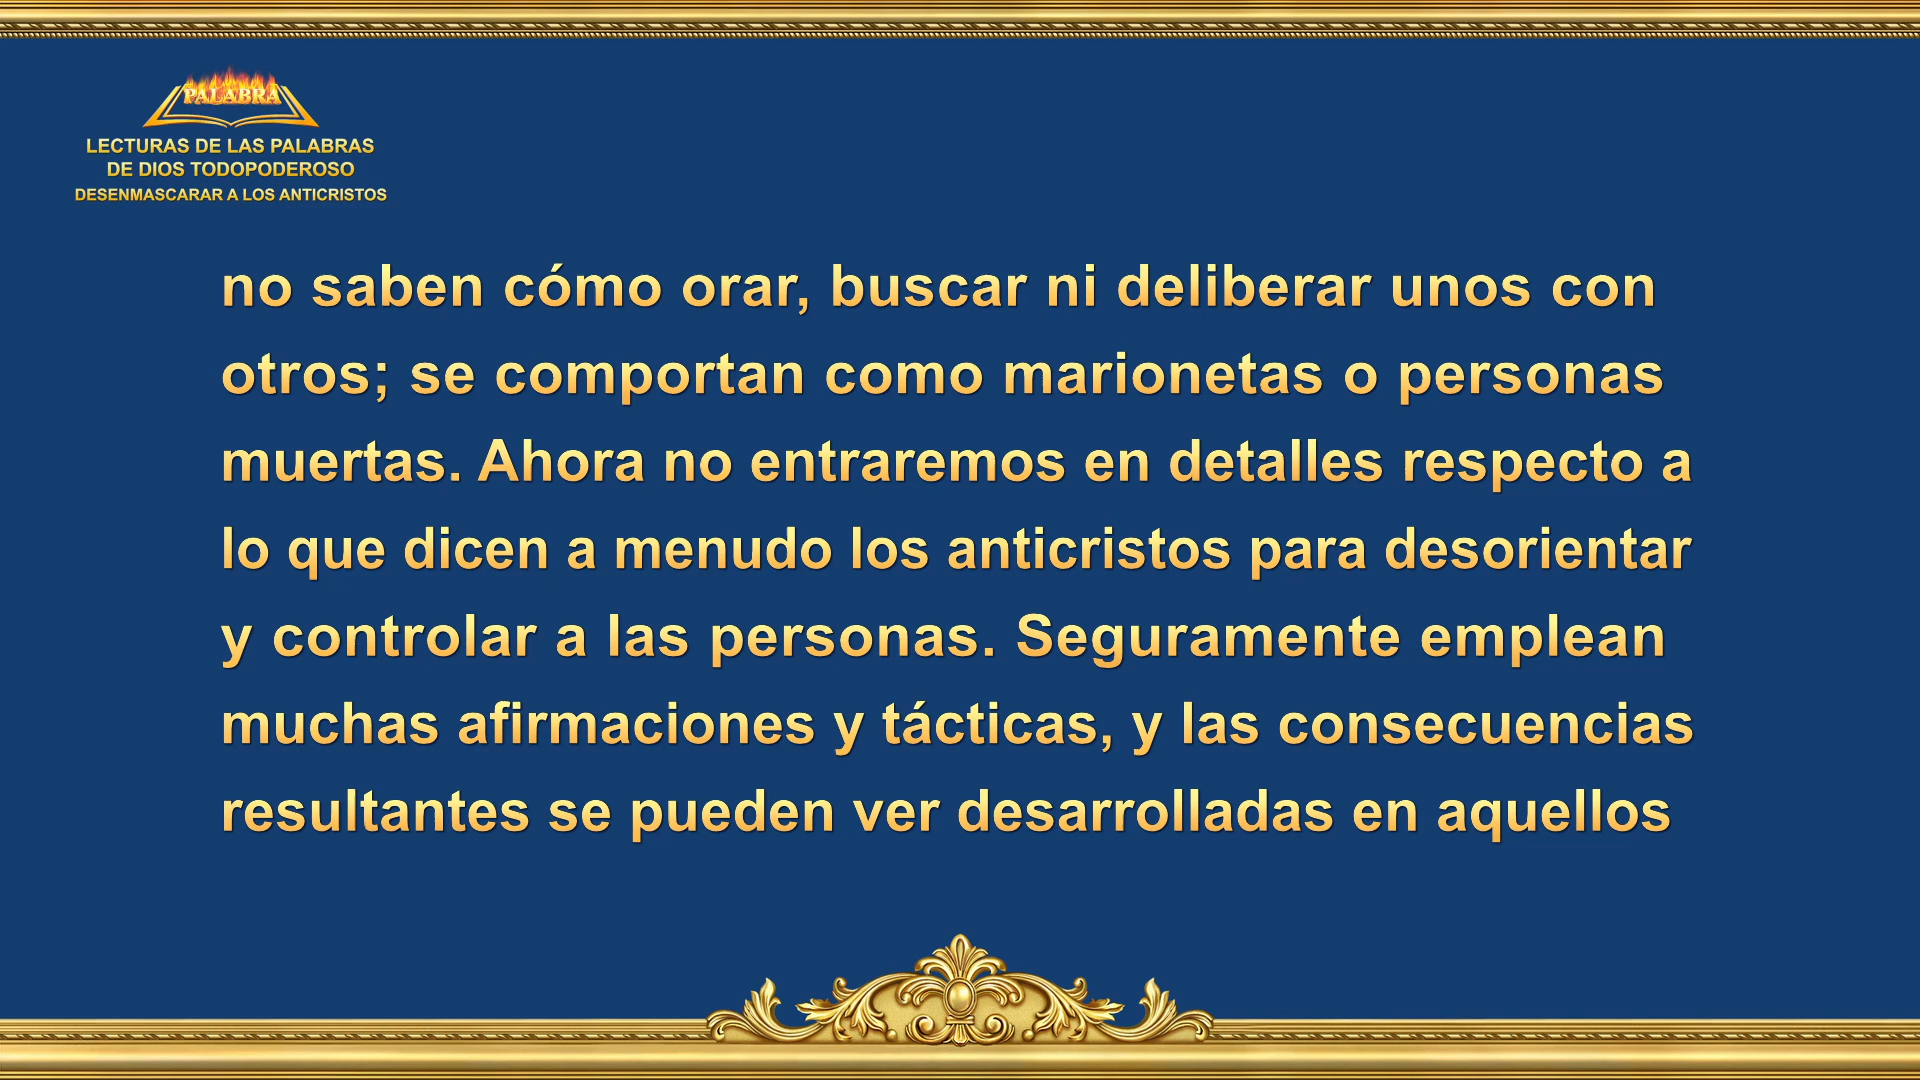 PALABRA
LECTURAS DE LAS PALABRAS
DE DIOS TODOPODEROSO
DESENMASCARAR A LOS ANTICRISTOS
no saben cómo orar, buscar ni deliberar unos con
otros; se comportan como marionetas o personas
muertas. Ahora no entraremos en detalles respecto a
lo que dicen a menudo los anticristos para desorientar
y controlar a las personas. Seguramente emplean
muchas afirmaciones y tácticas, y las consecuencias
resultantes se pueden ver desarrolladas en aquellos